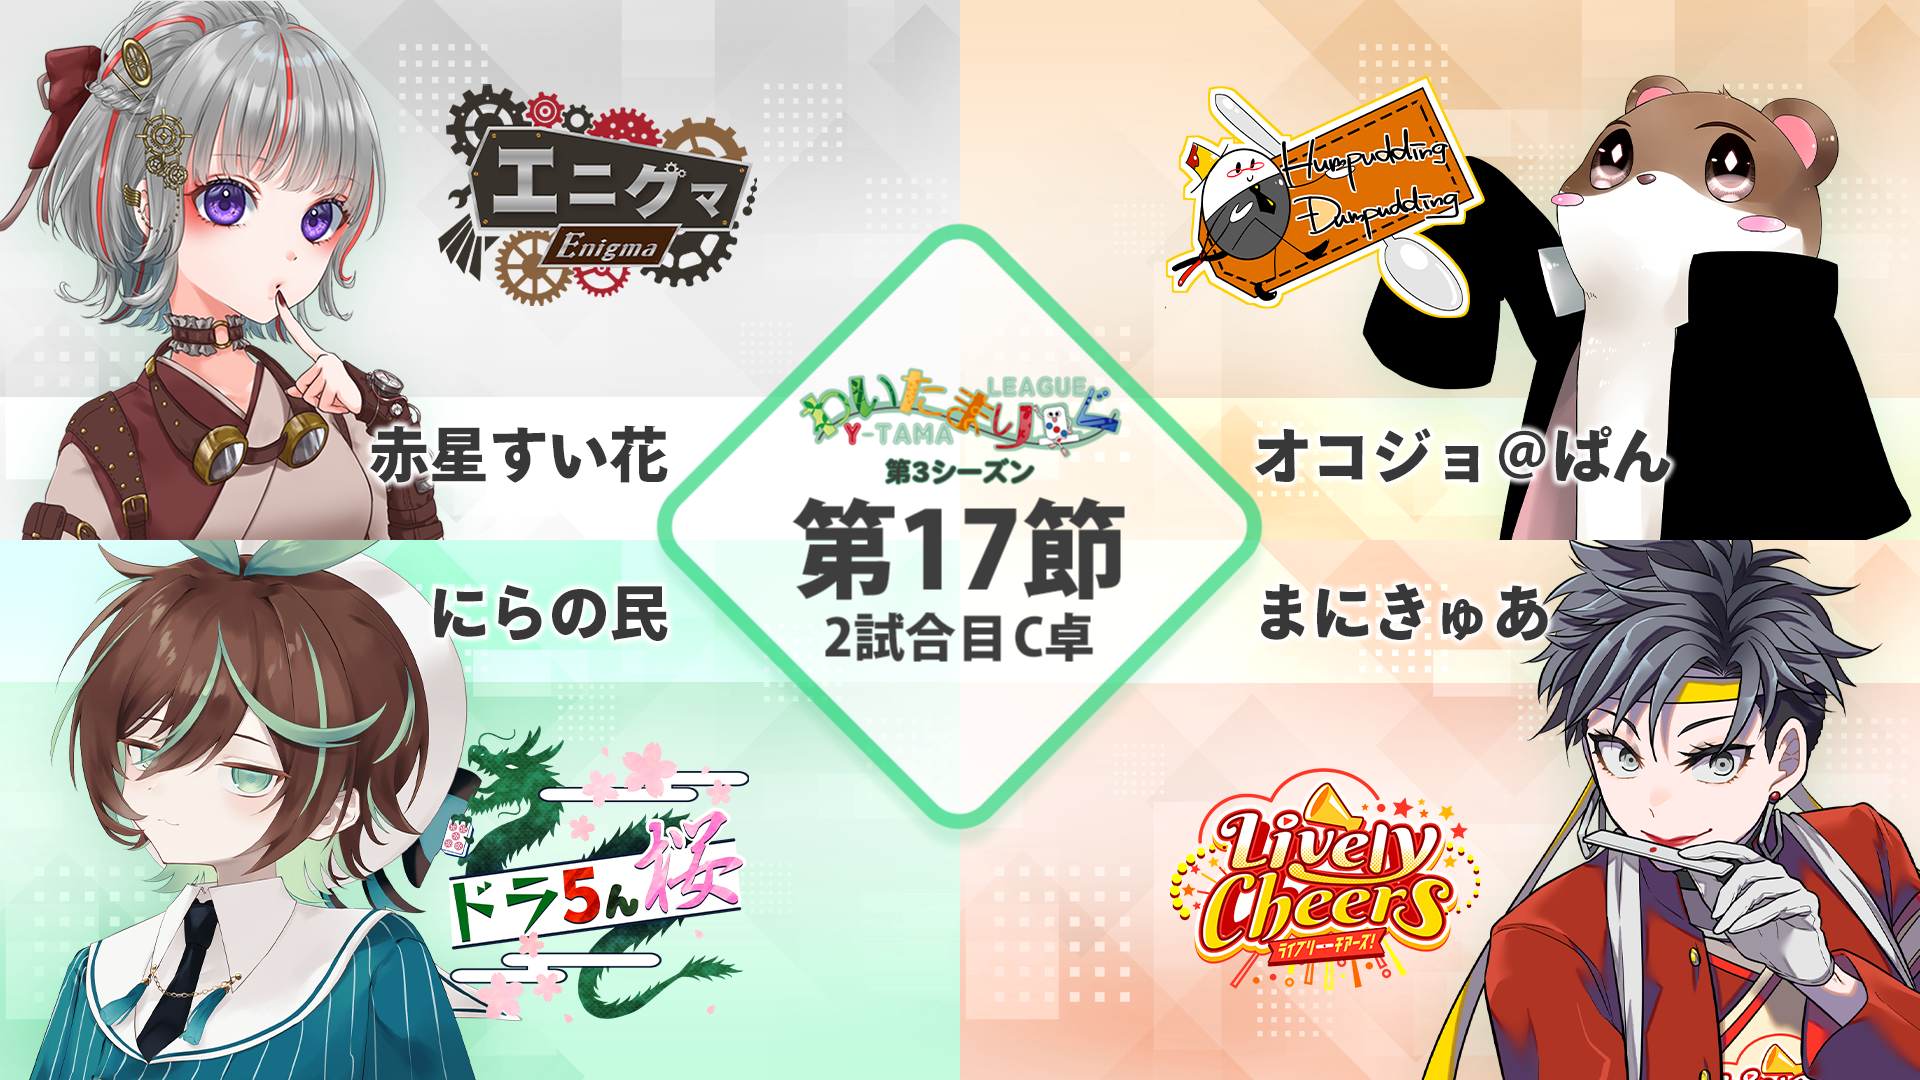 エニグマ
Enigma
赤星すい花
Humpudding
Dumpudding
オコジョ@ぱん
わいたまりーぐ
Y-TAMA LEAGUE
第3シーズン
第17節
2試合目 C卓
にらの民
ドラ5ん桜
まにきゅあ
Lively
Cheers
ライブリーチアーズ!